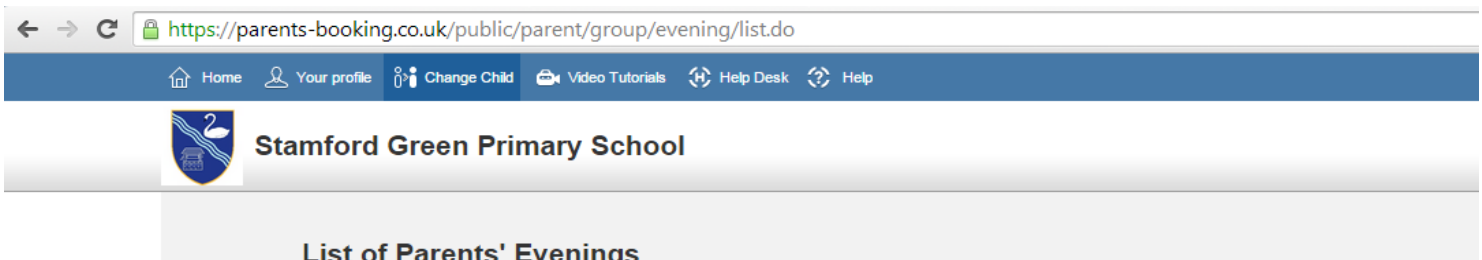 https://parents-booking.co.uk/public/parent/group/evening/list.do
Home Your profile Change Child Video Tutorials Help Desk Help
Stamford Green Primary School
List of Parents' Evenings